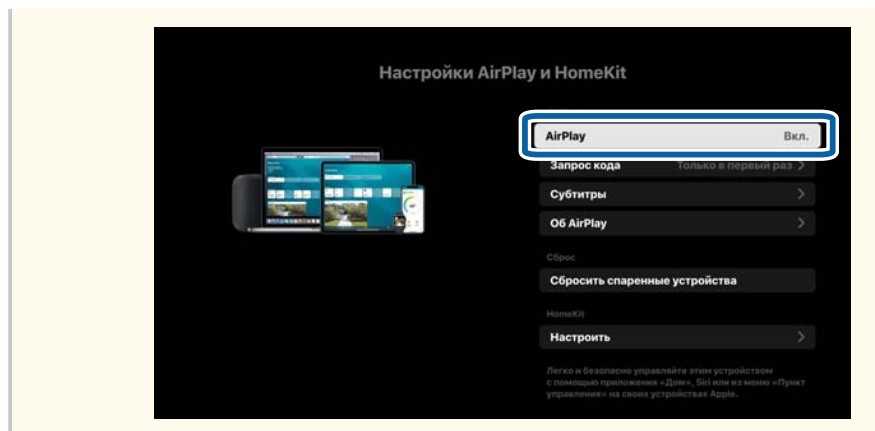 Настройки AirPlay и HomeKit
AirPlay Вкл.
Запрос кода Только в первый раз
Субтитры
Об AirPlay
Сброс
Сбросить спаренные устройства
HomeKit
Настроить
Легко и безопасно управляйте этим устройством
с помощью приложения «Дом», Siri или из меню «Пункт
управления» на своих устройствах Apple.